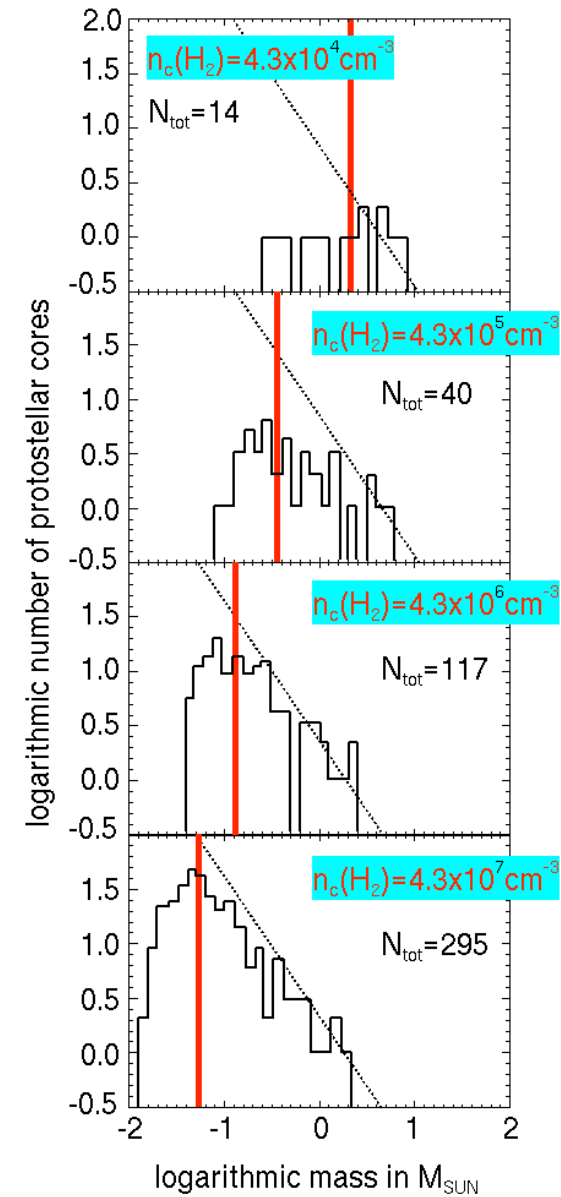 logarithmic number of protostellar cores
2.0
n_c(H_2)=4.3x10^4cm^-3
1.5
N_tot=14
1.0
0.5
0.0
-0.5
n_c(H_2)=4.3x10^5cm^-3
1.5
N_tot=40
1.0
0.5
0.0
-0.5
n_c(H_2)=4.3x10^6cm^-3
1.5
N_tot=117
1.0
0.5
0.0
-0.5
n_c(H_2)=4.3x10^7cm^-3
1.5
N_tot=295
1.0
0.5
0.0
-0.5
-2 -1 0 1 2
logarithmic mass in M_SUN